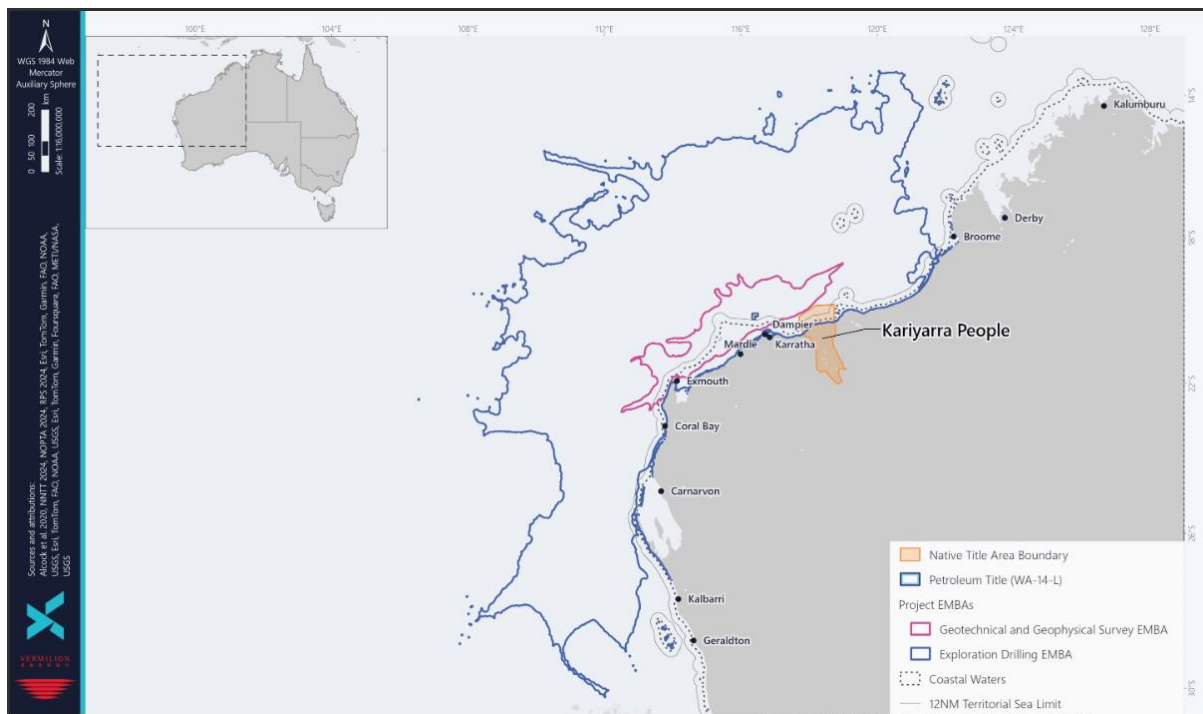 N
WGS 1984 Web
Mercator
Auxiliary Sphere
0 50 100 200
km
Scale: 1:16,000,000
Sources and attributions:
Alcock et al. 2020, NNTT 2024, NOPTA 2024, RPS 2024, Esri, TomTom, Garmin, FAO, NOAA,
USGS, Esri, TomTom, FAO, NOAA, USGS, Esri, TomTom, Garmin, Foursquare, FAO, METI/NASA,
USGS
VERMILION
ENERGY
100°E
104°E
108°E
112°E
116°E
120°E
124°E
128°E
14°S
18°S
22°S
26°S
30°S
Kalumburu
Derby
Broome
Kariyarra People
Dampier
Karratha
Mardie
Exmouth
Coral Bay
Carnarvon
Kalbarri
Geraldton
Native Title Area Boundary
Petroleum Title (WA-14-L)
Project EMBAs
Geotechnical and Geophysical Survey EMBA
Exploration Drilling EMBA
Coastal Waters
12NM Territorial Sea Limit